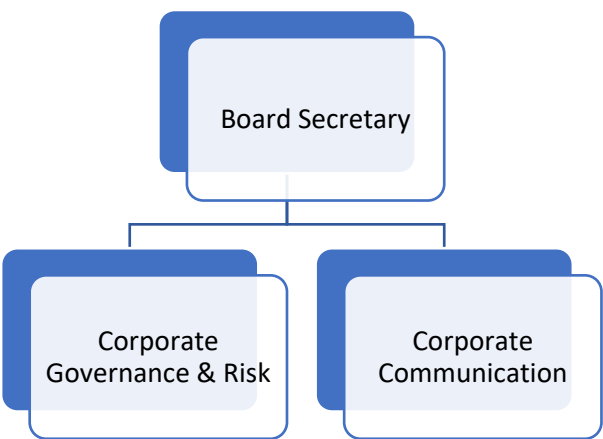 Board Secretary
Corporate
Governance & Risk
Corporate
Communication